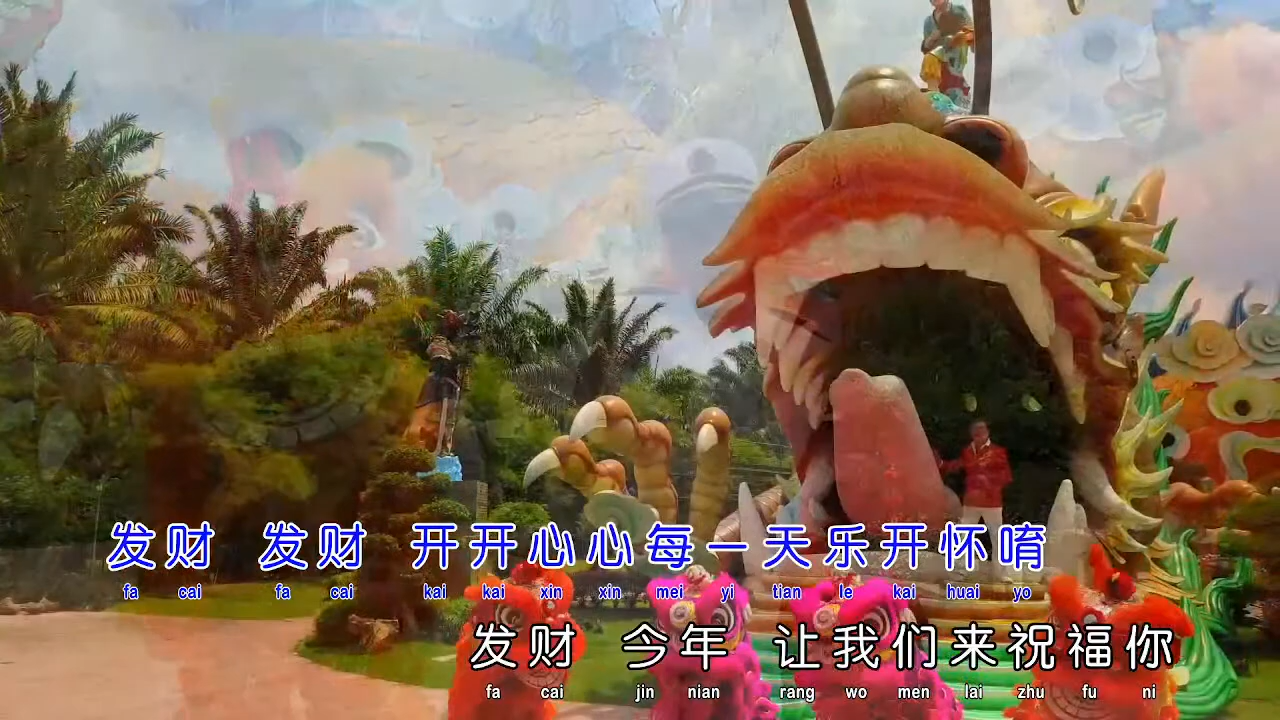 发财 发财 开开心心每一天乐开怀唷
fa cai fa cai kai kai xin xin mei yi tian le kai huai yo
发财 今年 让我们来祝福你
fa cai jin nian rang wo men lai zhu fu ni